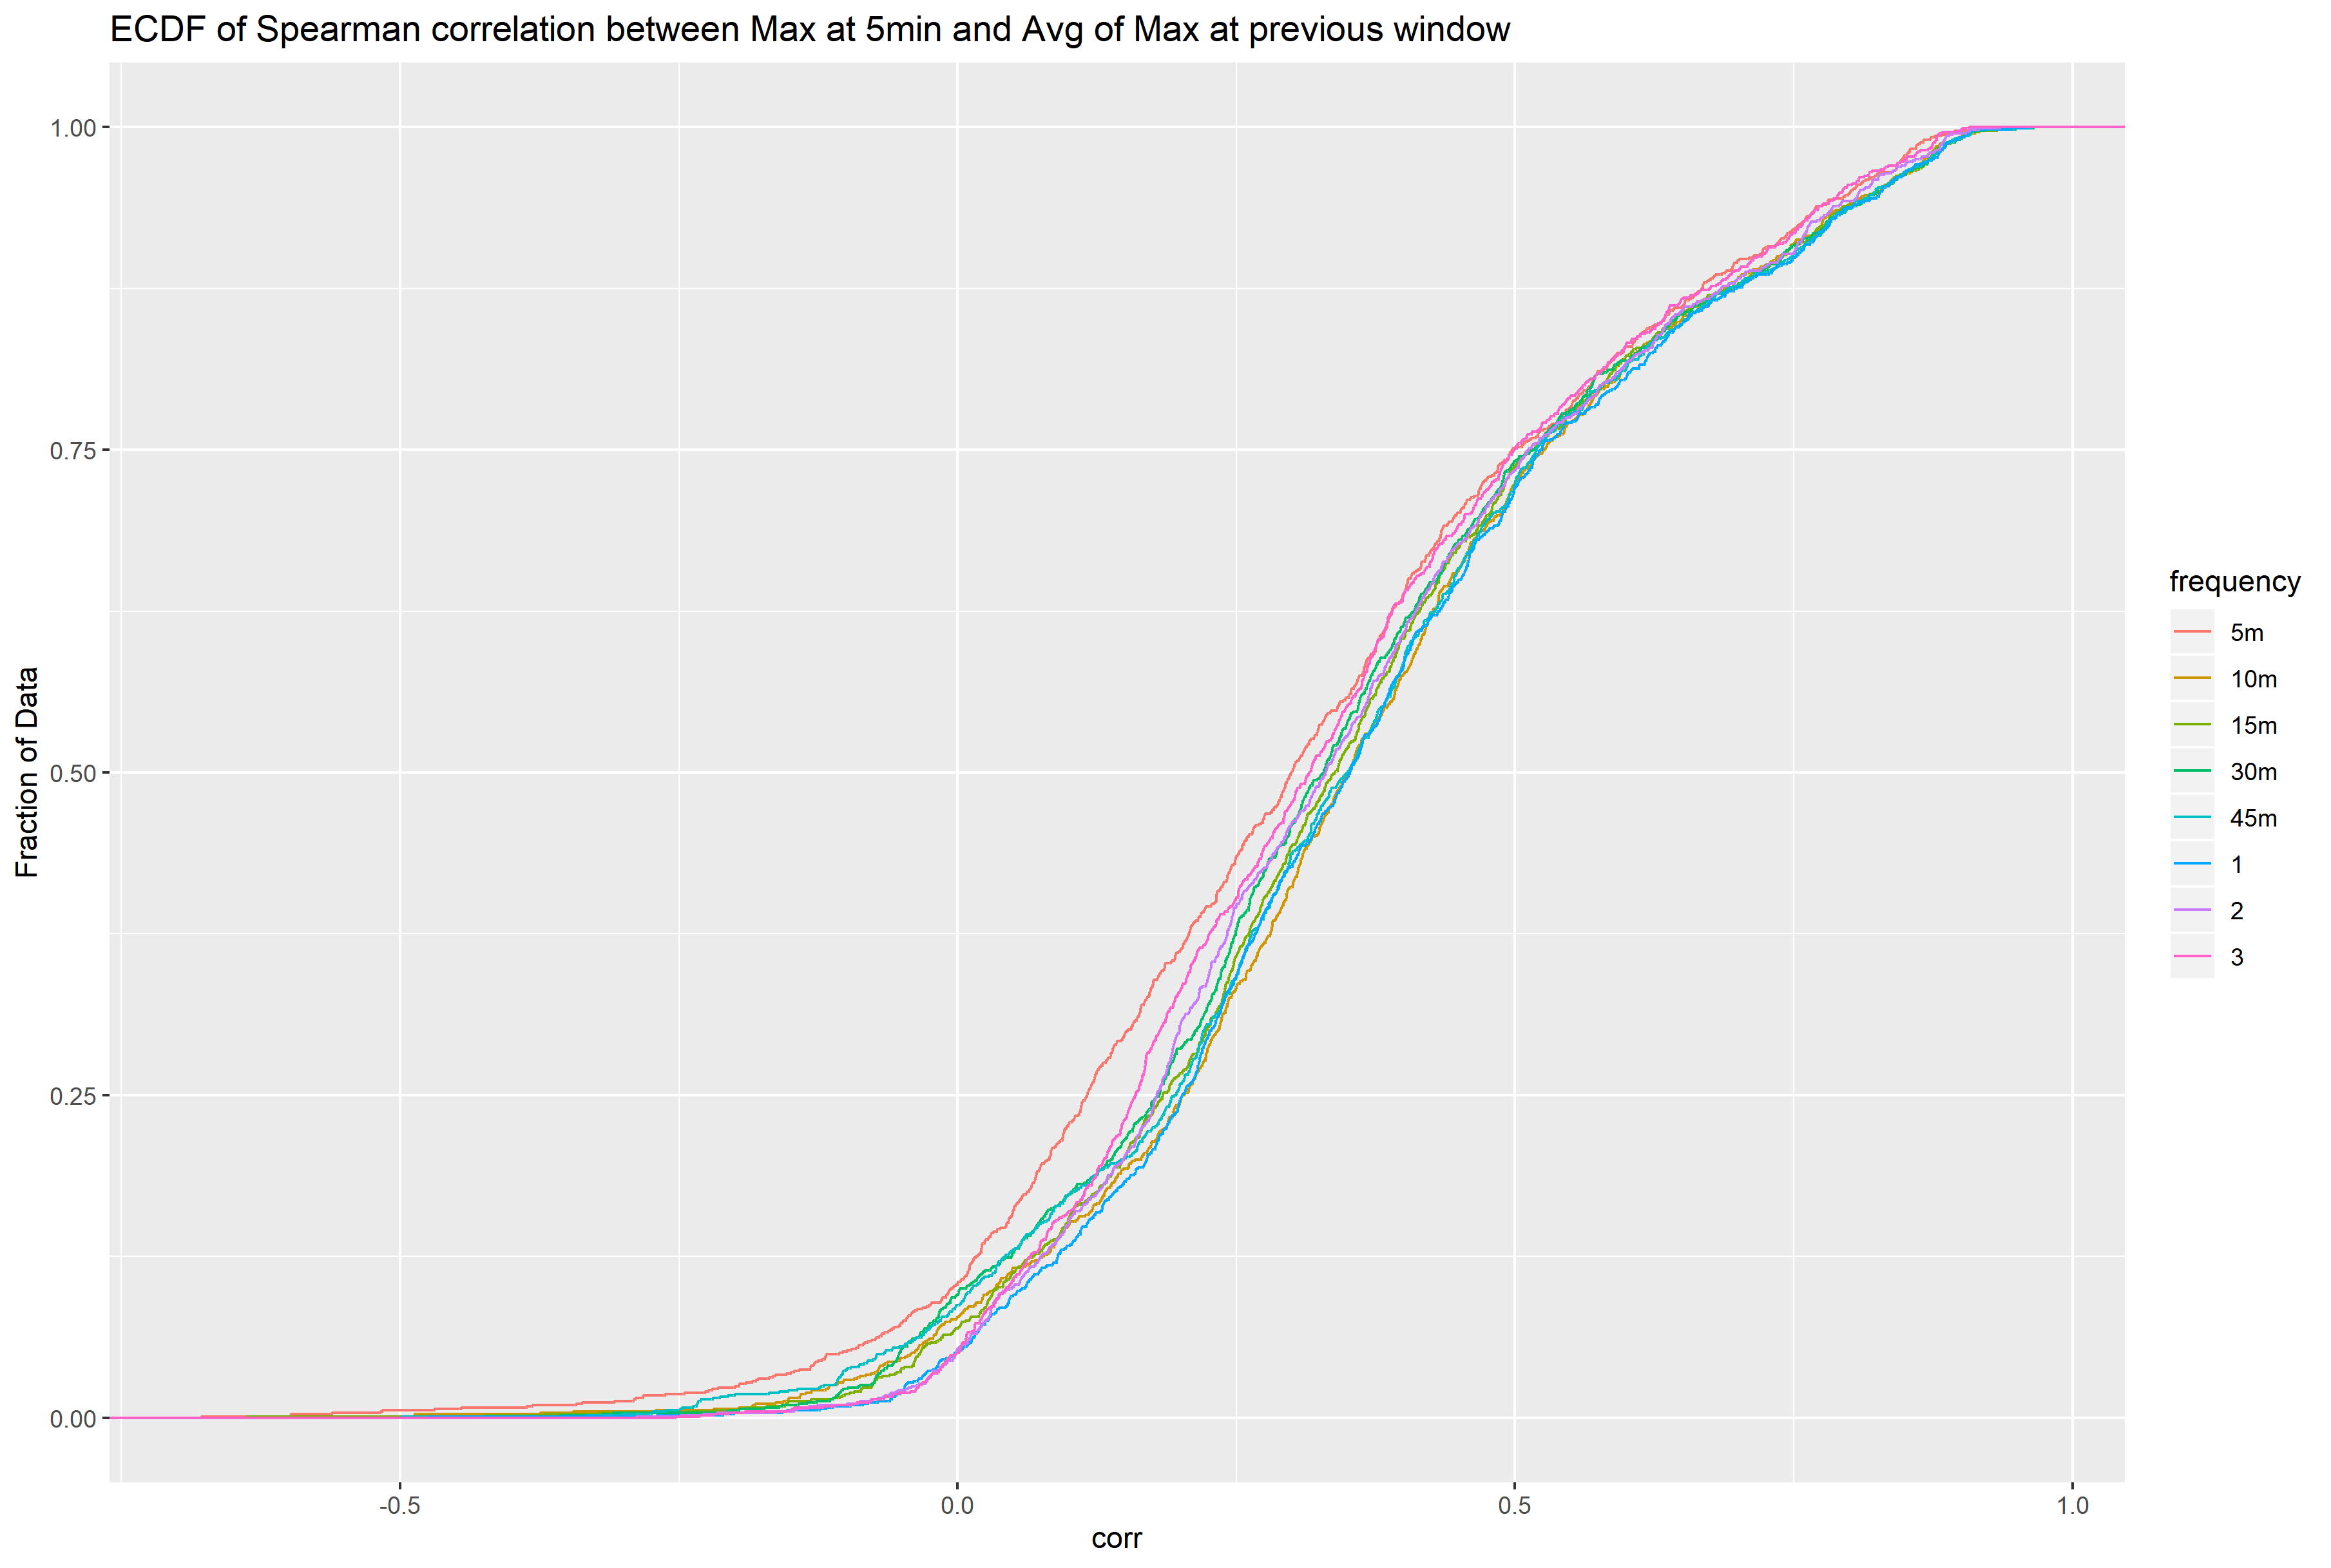 ECDF of Spearman correlation between Max at 5min and Avg of Max at previous window
1.00
0.75
0.50
0.25
0.00
Fraction of Data
-0.5
0.0
0.5
1.0
corr
frequency
5m
10m
15m
30m
45m
1
2
3